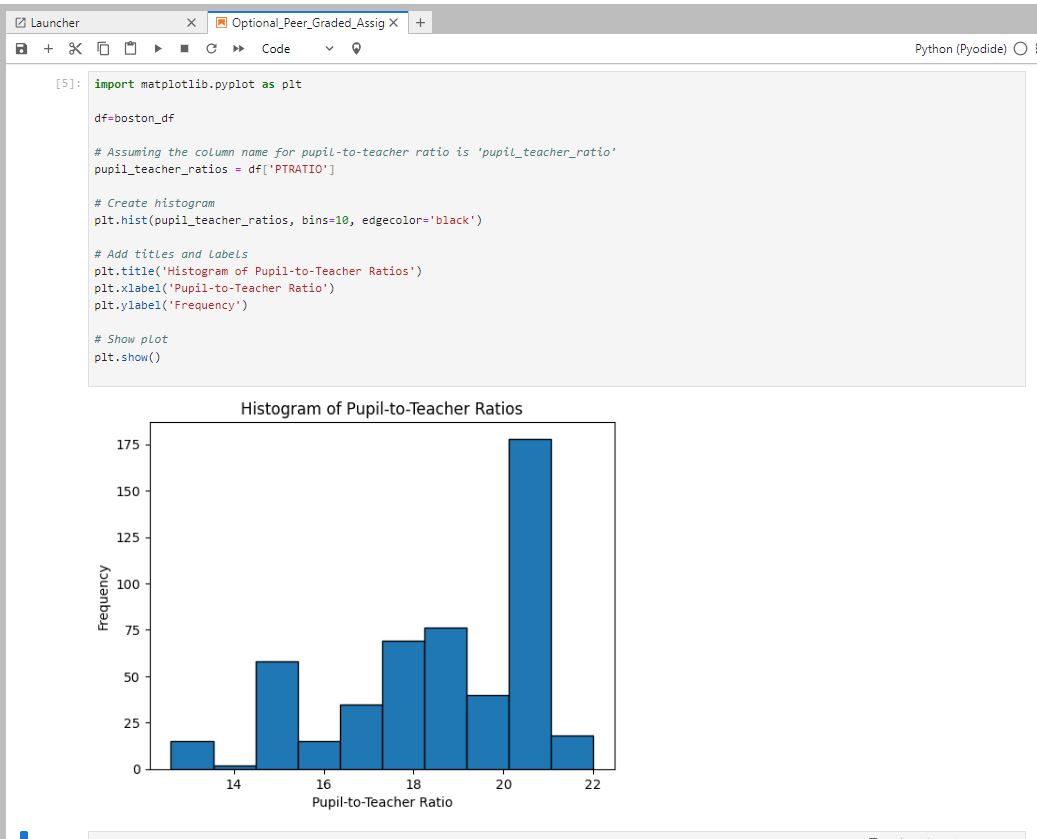 Launcher
Optional_Peer_Graded_Assig
Code
Python (Pyodide)
[5]:
import matplotlib.pyplot as plt
df=boston_df
# Assuming the column name for pupil-to-teacher ratio is 'pupil_teacher_ratio'
pupil_teacher_ratios = df['PTRATIO']
# Create histogram
plt.hist(pupil_teacher_ratios, bins=10, edgecolor='black')
# Add titles and labels
plt.title('Histogram of Pupil-to-Teacher Ratios')
plt.xlabel('Pupil-to-Teacher Ratio')
plt.ylabel('Frequency')
# Show plot
plt.show()
Histogram of Pupil-to-Teacher Ratios
175
150
125
100
75
50
25
0
Frequency
14 16 18 20 22
Pupil-to-Teacher Ratio